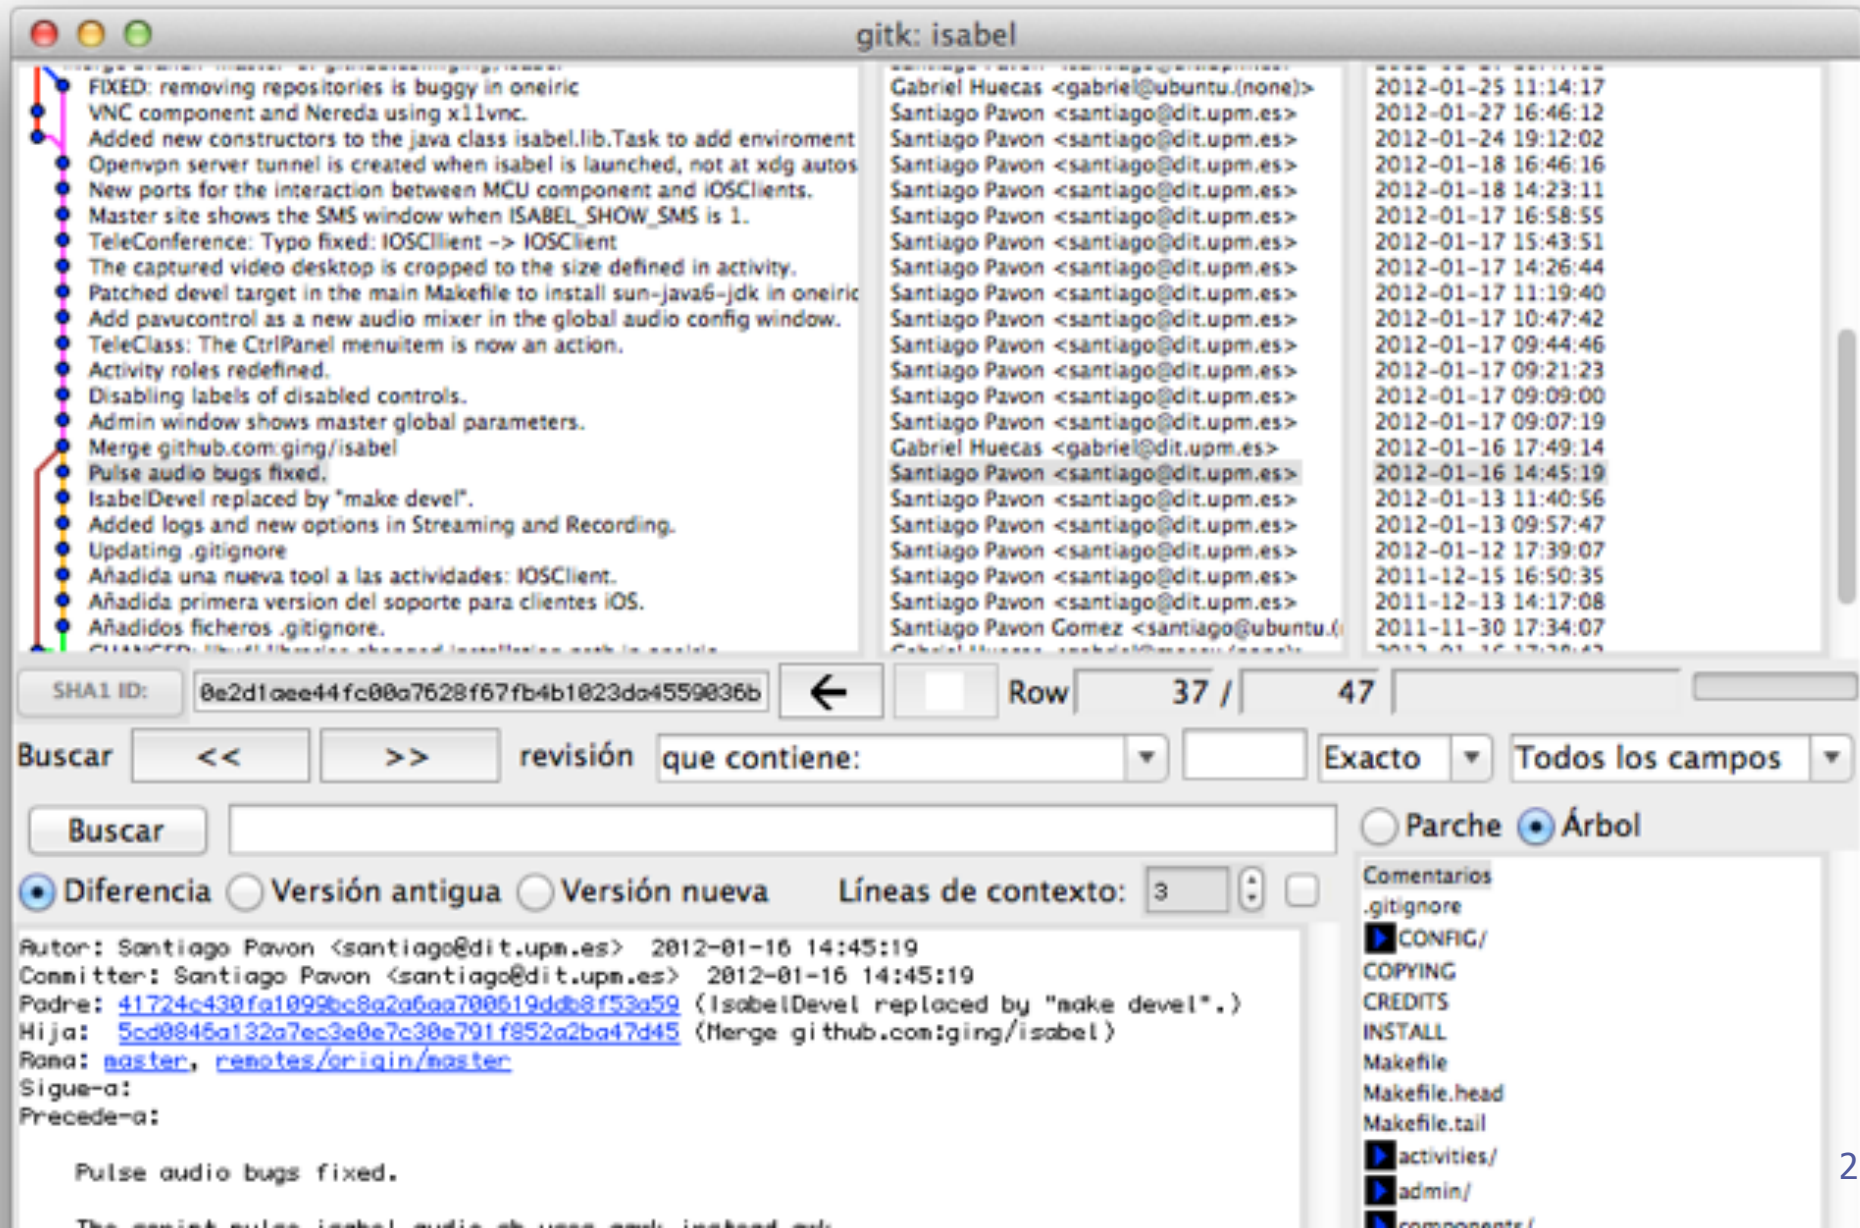 gitk: isabel
FIXED: removing repositories is buggy in oneiric Gabriel Huecas <gabriel@ubuntu.(none)> 2012-01-25 11:14:17
VNC component and Nereda using x11vnc. Santiago Pavon <santiago@dit.upm.es> 2012-01-27 16:46:12
Added new constructors to the java class isabel.lib.Task to add enviroment Santiago Pavon <santiago@dit.upm.es> 2012-01-24 19:12:02
Openvpn server tunnel is created when isabel is launched, not at xdg autos Santiago Pavon <santiago@dit.upm.es> 2012-01-18 16:46:16
New ports for the interaction between MCU component and iOSClients. Santiago Pavon <santiago@dit.upm.es> 2012-01-18 14:23:11
Master site shows the SMS window when ISABEL_SHOW_SMS is 1. Santiago Pavon <santiago@dit.upm.es> 2012-01-17 16:58:55
TeleConference: Typo fixed: IOSCllient -> IOSClient Santiago Pavon <santiago@dit.upm.es> 2012-01-17 15:43:51
The captured video desktop is cropped to the size defined in activity. Santiago Pavon <santiago@dit.upm.es> 2012-01-17 14:26:44
Patched devel target in the main Makefile to install sun-java6-jdk in oneiric Santiago Pavon <santiago@dit.upm.es> 2012-01-17 11:19:40
Add pavucontrol as a new audio mixer in the global audio config window. Santiago Pavon <santiago@dit.upm.es> 2012-01-17 10:47:42
TeleClass: The CtrlPanel menuitem is now an action. Santiago Pavon <santiago@dit.upm.es> 2012-01-17 09:44:46
Activity roles redefined. Santiago Pavon <santiago@dit.upm.es> 2012-01-17 09:21:23
Disabling labels of disabled controls. Santiago Pavon <santiago@dit.upm.es> 2012-01-17 09:09:00
Admin window shows master global parameters. Santiago Pavon <santiago@dit.upm.es> 2012-01-17 09:07:19
Merge github.com:ging/isabel Gabriel Huecas <gabriel@dit.upm.es> 2012-01-16 17:49:14
Pulse audio bugs fixed. Santiago Pavon <santiago@dit.upm.es> 2012-01-16 14:45:19
IsabelDevel replaced by "make devel". Santiago Pavon <santiago@dit.upm.es> 2012-01-13 11:40:56
Added logs and new options in Streaming and Recording. Santiago Pavon <santiago@dit.upm.es> 2012-01-13 09:57:47
Updating .gitignore Santiago Pavon <santiago@dit.upm.es> 2012-01-12 17:39:07
Añadida una nueva tool a las actividades: IOSClient. Santiago Pavon <santiago@dit.upm.es> 2011-12-15 16:50:35
Añadida primera version del soporte para clientes iOS. Santiago Pavon <santiago@dit.upm.es> 2011-12-13 14:17:08
Añadidos ficheros .gitignore. Santiago Pavon Gomez <santiago@ubuntu.( 2011-11-30 17:34:07
SHA1 ID: 0e2d1aee44fc00a7628f67fb4b1023da4559036b Row 37 / 47
Buscar << >> revisión que contiene: Exacto Todos los campos
Buscar Parche Árbol
Diferencia Versión antigua Versión nueva Líneas de contexto: 3
Autor: Santiago Pavon <santiago@dit.upm.es> 2012-01-16 14:45:19
Committer: Santiago Pavon <santiago@dit.upm.es> 2012-01-16 14:45:19
Padre: 41724c430fa1099bc8a2a6aa700619ddb8f53a59 (IsabelDevel replaced by "make devel".)
Hija: 5cd0846a132a7ec3e0e7c30e791f852a2ba47d45 (Merge github.com:ging/isabel)
Rama: master, remotes/origin/master
Sigue-a:
Precede-a:
Pulse audio bugs fixed.
Comentarios
.gitignore
CONFIG/
COPYING
CREDITS
INSTALL
Makefile
Makefile.head
Makefile.tail
activities/
admin/
components/
2